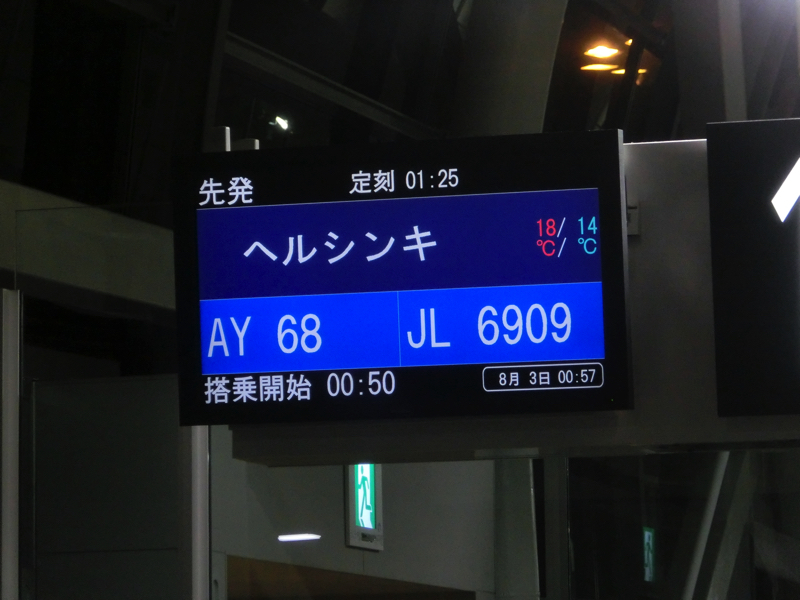 先発 定刻 01:25
ヘルシンキ 18/ 14
℃/ ℃
AY 68 JL 6909
搭乗開始 00:50 8月 3日 00:57